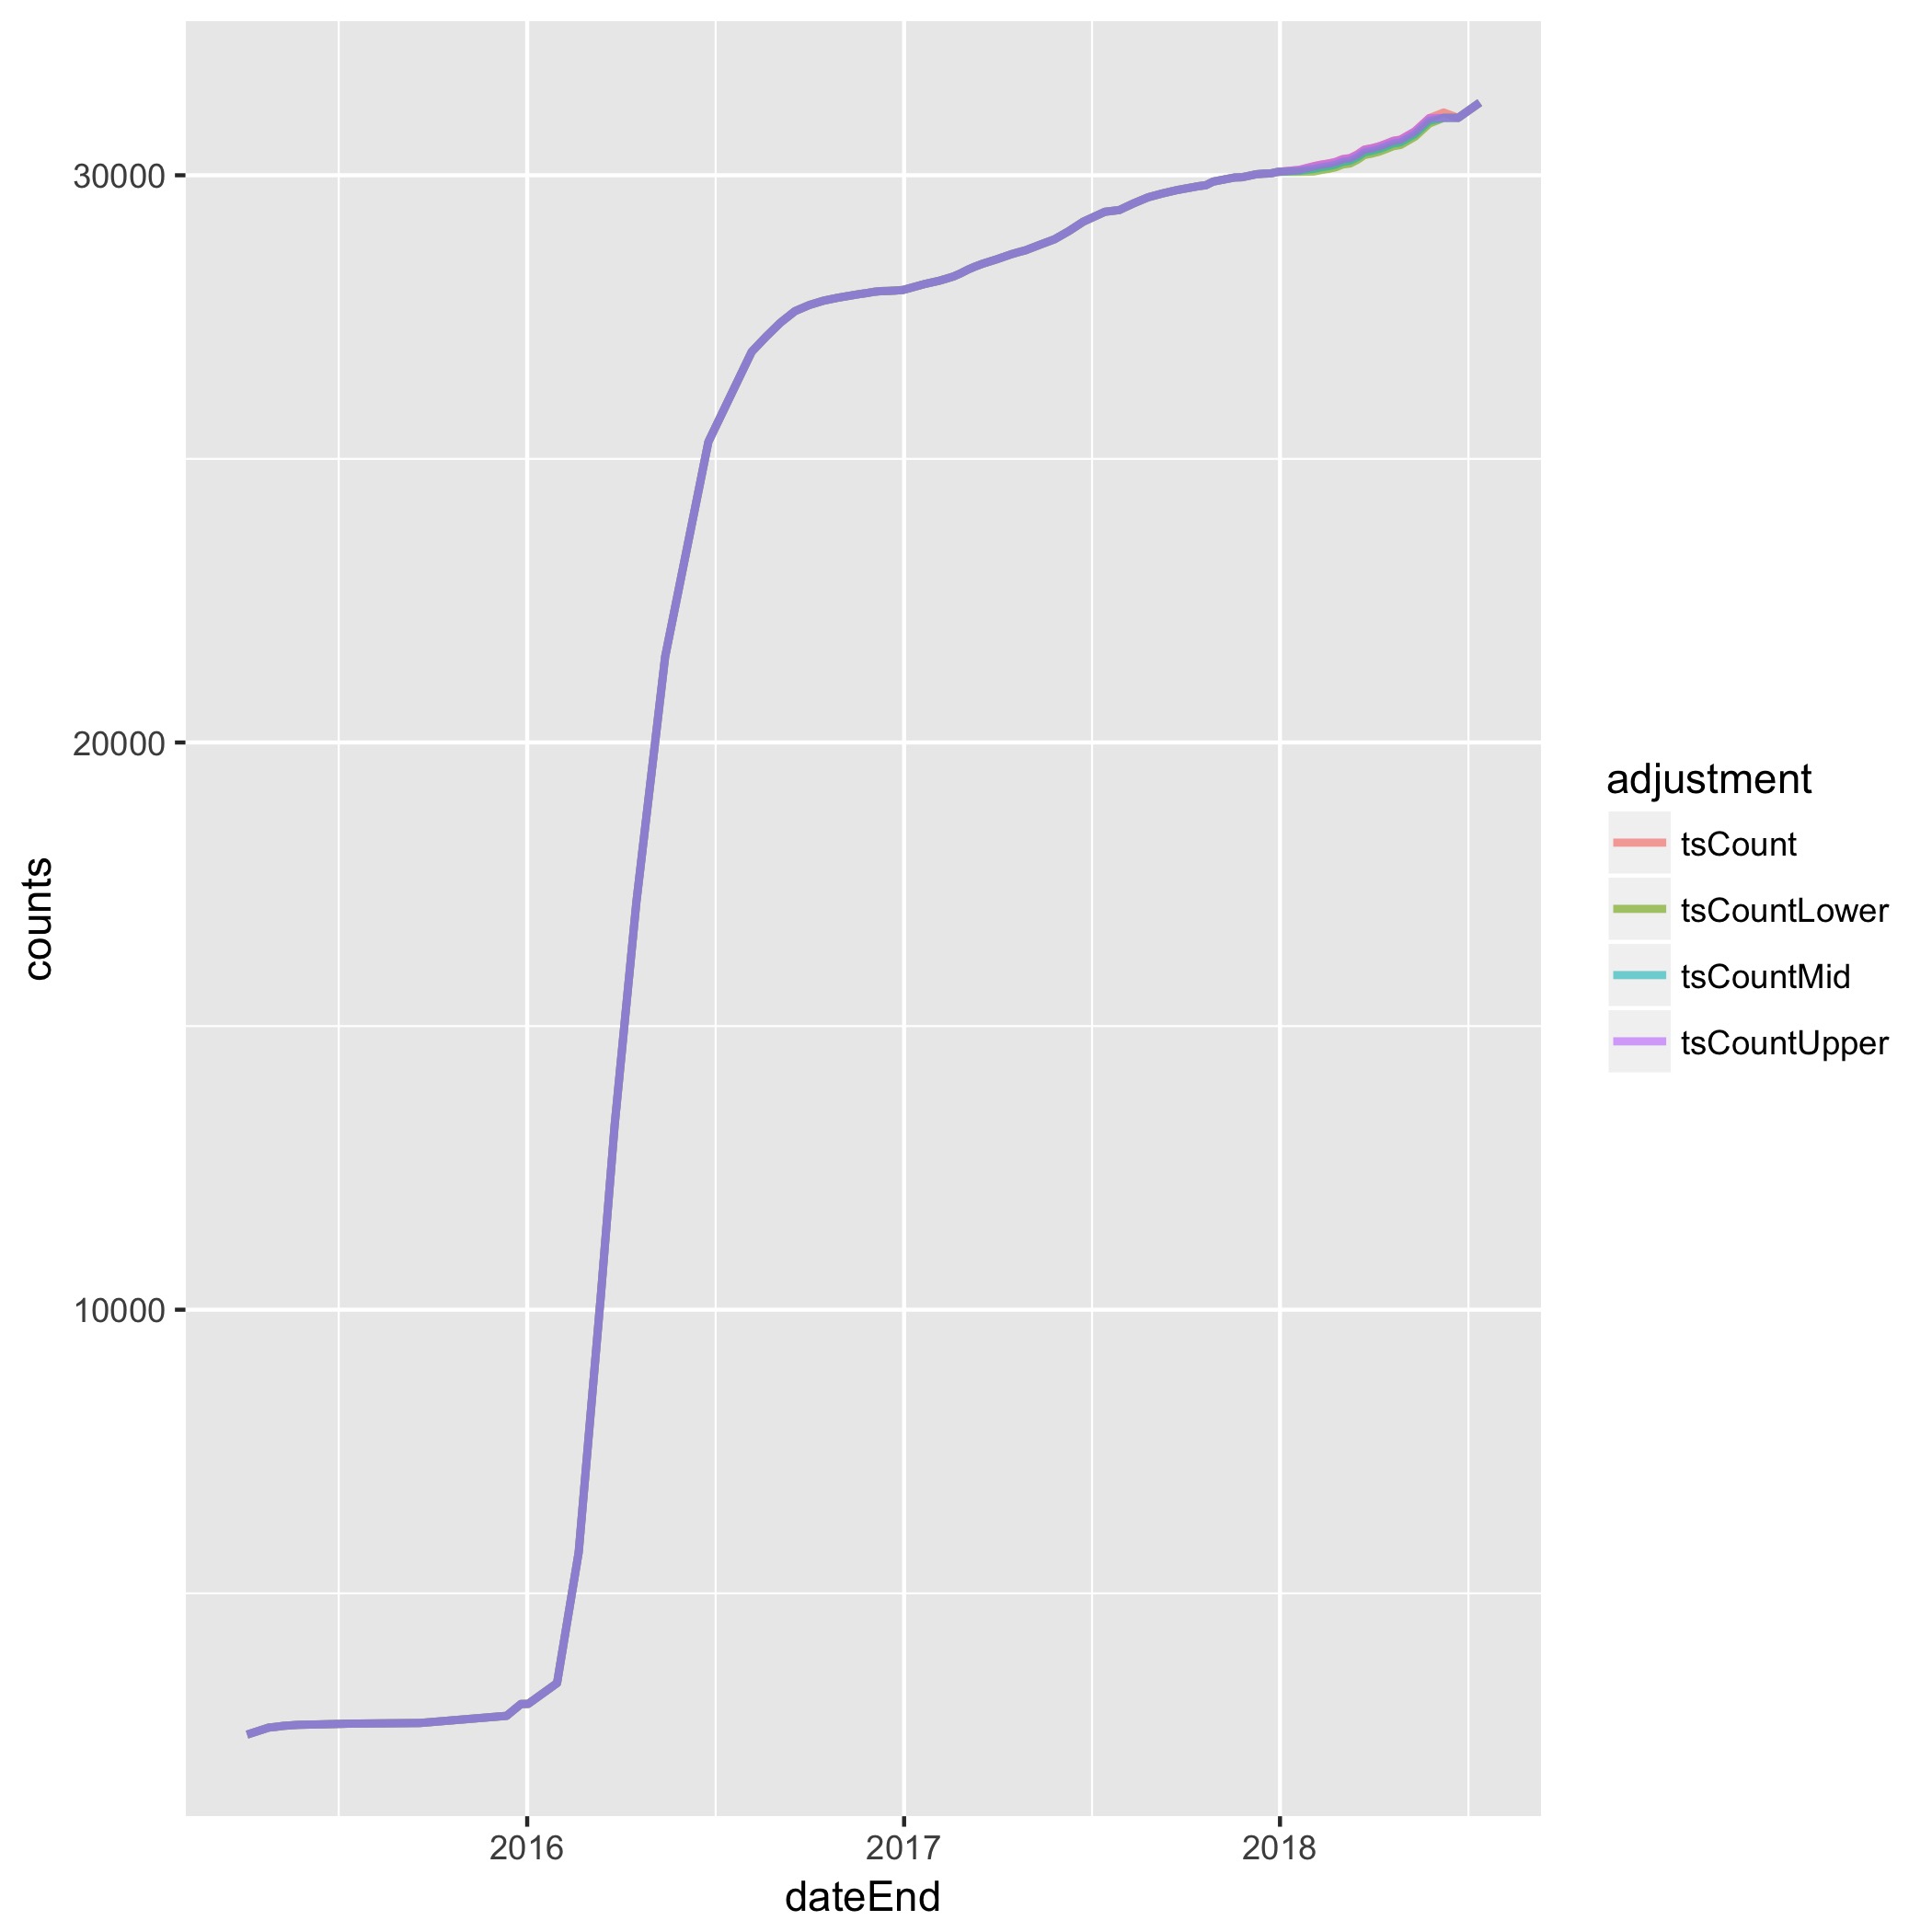 30000
20000
10000
counts
2016
2017
2018
dateEnd
adjustment
tsCount
tsCountLower
tsCountMid
tsCountUpper